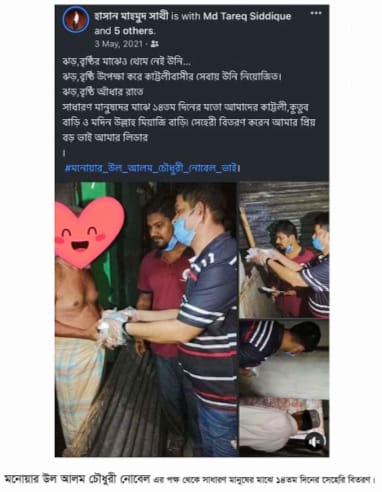 হাসান মাহমুদ সাথী is with Md Tareq Siddique
and 5 others.
3 May, 2021 ·
ঝড়,বৃষ্টির মাঝেও থেমে নেই উনি...
ঝড়,বৃষ্টি উপেক্ষা করে কাট্টলীবাসীর সেবায় উনি নিয়োজিত।
ঝড়,বৃষ্টি আঁধার রাতে
সাধারণ মানুষদের মাঝে ১৪তম দিনের মতো আমাদের কাট্টলী,কুতুব
বাড়ি ও মদিন উল্লাহ মিয়াজি বাড়ি। সেহেরী বিতরণ করেন আমার প্রিয়
বড় ভাই আমার লিডার
।
#মনোয়ার_উল_আলম_চৌধুরী_নোবেল_ভাই।
মনোয়ার উল আলম চৌধুরী নোবেল এর পক্ষ থেকে সাধারণ মানুষের মাঝে ১৪তম দিনের সেহেরি বিতরণ।